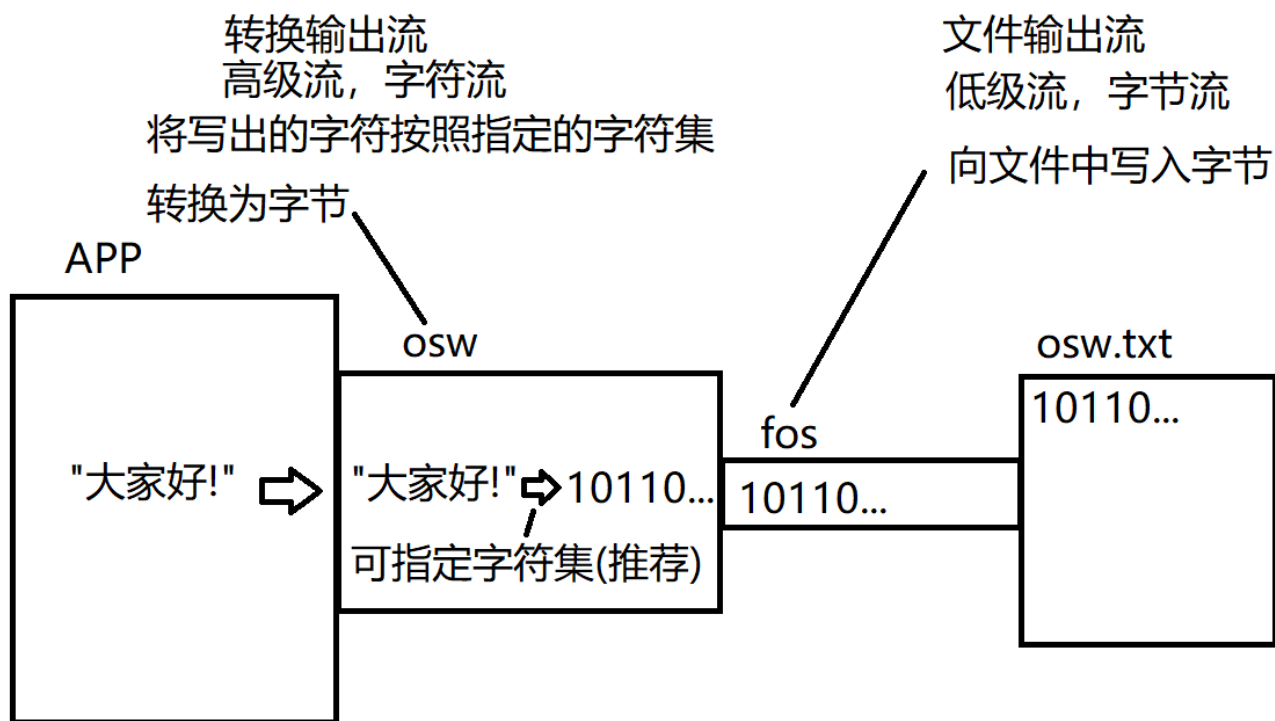 转换输出流
高级流，字符流
将写出的字符按照指定的字符集
转换为字节
文件输出流
低级流，字节流
向文件中写入字节
APP
osw
fos
osw.txt
"大家好!"
"大家好!"
10110...
可指定字符集(推荐)
10110...
10110...